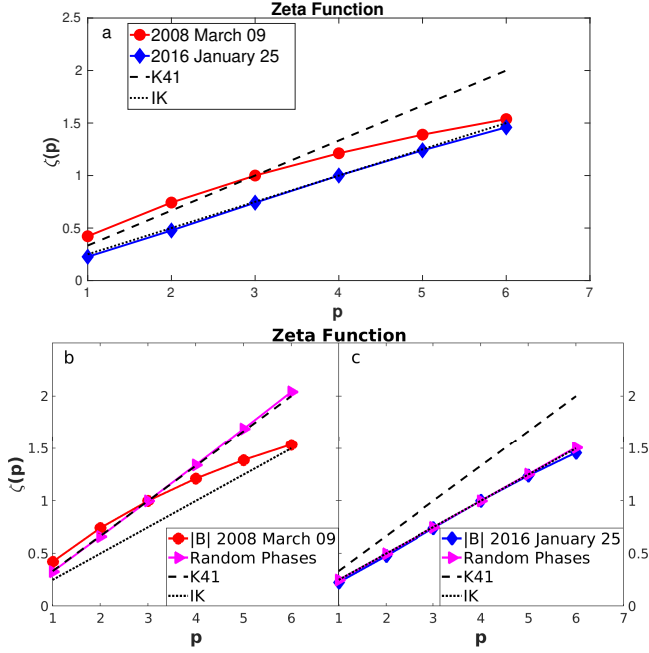 Zeta Function
a
2008 March 09
2016 January 25
K41
IK
ζ(p)
2.5
2
1.5
1
0.5
0
1 2 3 4 5 6 7
p
Zeta Function
b
c
ζ(p)
2
1.5
1
0.5
0
|B| 2008 March 09
Random Phases
K41
IK
|B| 2016 January 25
Random Phases
K41
IK
2
1.5
1
0.5
0
1 2 3 4 5 6 1 2 3 4 5 6 7
p
p